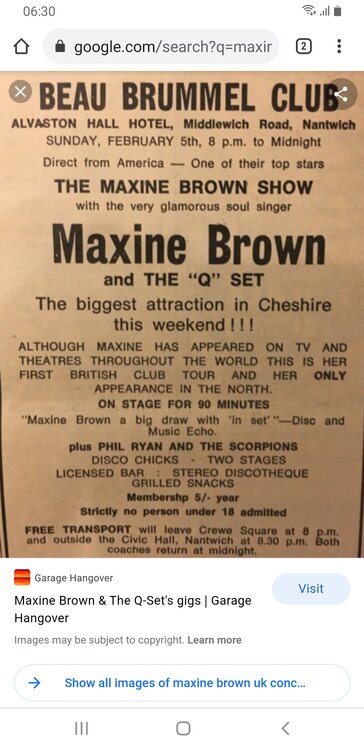 06:30
google.com/search?q=maxir
2
BEAU BRUMMEL CLUB
ALVASTON HALL HOTEL, Middlewich Road, Nantwich
SUNDAY, FEBRUARY 5th, 8 p.m. to Midnight
Direct from America — One of their top stars
THE MAXINE BROWN SHOW
with the very glamorous soul singer
Maxine Brown
and THE "Q" SET
The biggest attraction in Cheshire
this weekend ! ! !
ALTHOUGH MAXINE HAS APPEARED ON TV AND
THEATRES THROUGHOUT THE WORLD THIS IS HER
FIRST BRITISH CLUB TOUR AND HER ONLY
APPEARANCE IN THE NORTH.
ON STAGE FOR 90 MINUTES
"Maxine Brown a big draw with 'in set' "—Disc and
Music Echo.
plus PHIL RYAN AND THE SCORPIONS
DISCO CHICKS - TWO STAGES
LICENSED BAR : STEREO DISCOTHEQUE
GRILLED SNACKS
Membershp 5/- year
Strictly no person under 18 admitted
FREE TRANSPORT will leave Crewe Square at 8 p.m.
and outside the Civic Hall, Nantwich at 8.30 p.m. Both
coaches return at midnight.
Garage Hangover
Maxine Brown & The Q-Set's gigs | Garage
Hangover
Visit
Images may be subject to copyright. Learn more
Show all images of maxine brown uk conc...